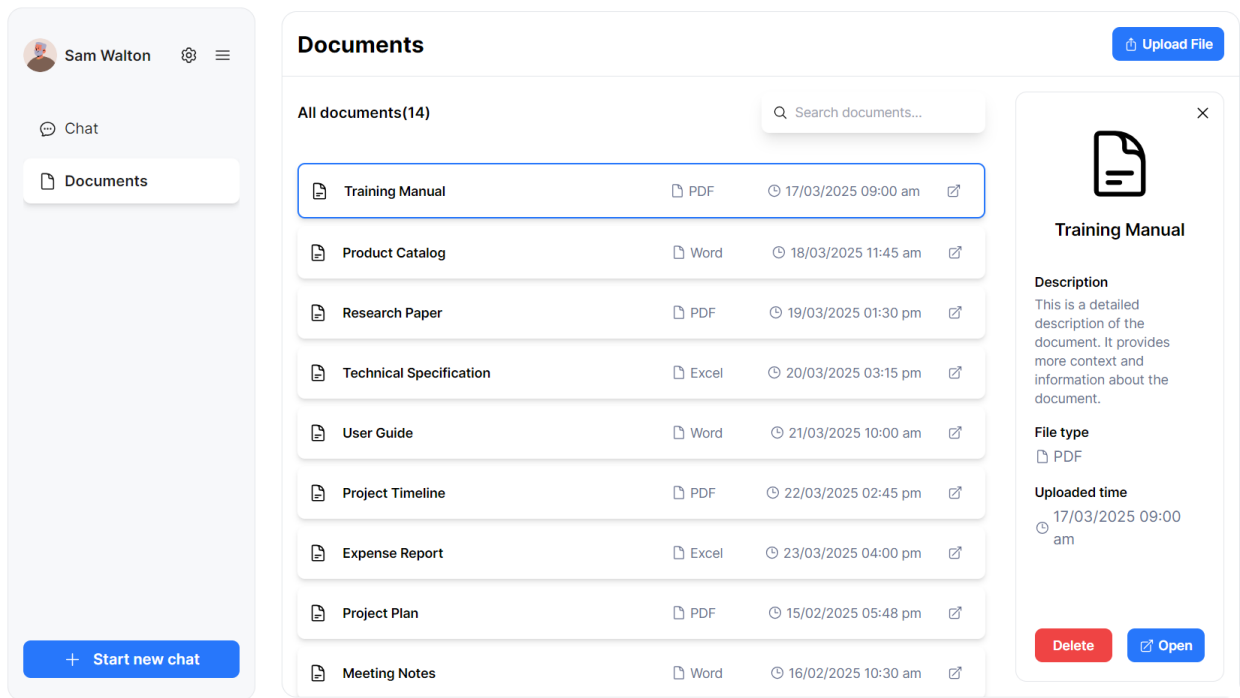 Sam Walton
Chat
Documents
Start new chat
Documents
Upload File
All documents(14)
Search documents...
Training Manual PDF 17/03/2025 09:00 am
Product Catalog Word 18/03/2025 11:45 am
Research Paper PDF 19/03/2025 01:30 pm
Technical Specification Excel 20/03/2025 03:15 pm
User Guide Word 21/03/2025 10:00 am
Project Timeline PDF 22/03/2025 02:45 pm
Expense Report Excel 23/03/2025 04:00 pm
Project Plan PDF 15/02/2025 05:48 pm
Meeting Notes Word 16/02/2025 10:30 am
Training Manual
Description
This is a detailed
description of the
document. It provides
more context and
information about the
document.
File type
PDF
Uploaded time
17/03/2025 09:00
am
Delete
Open